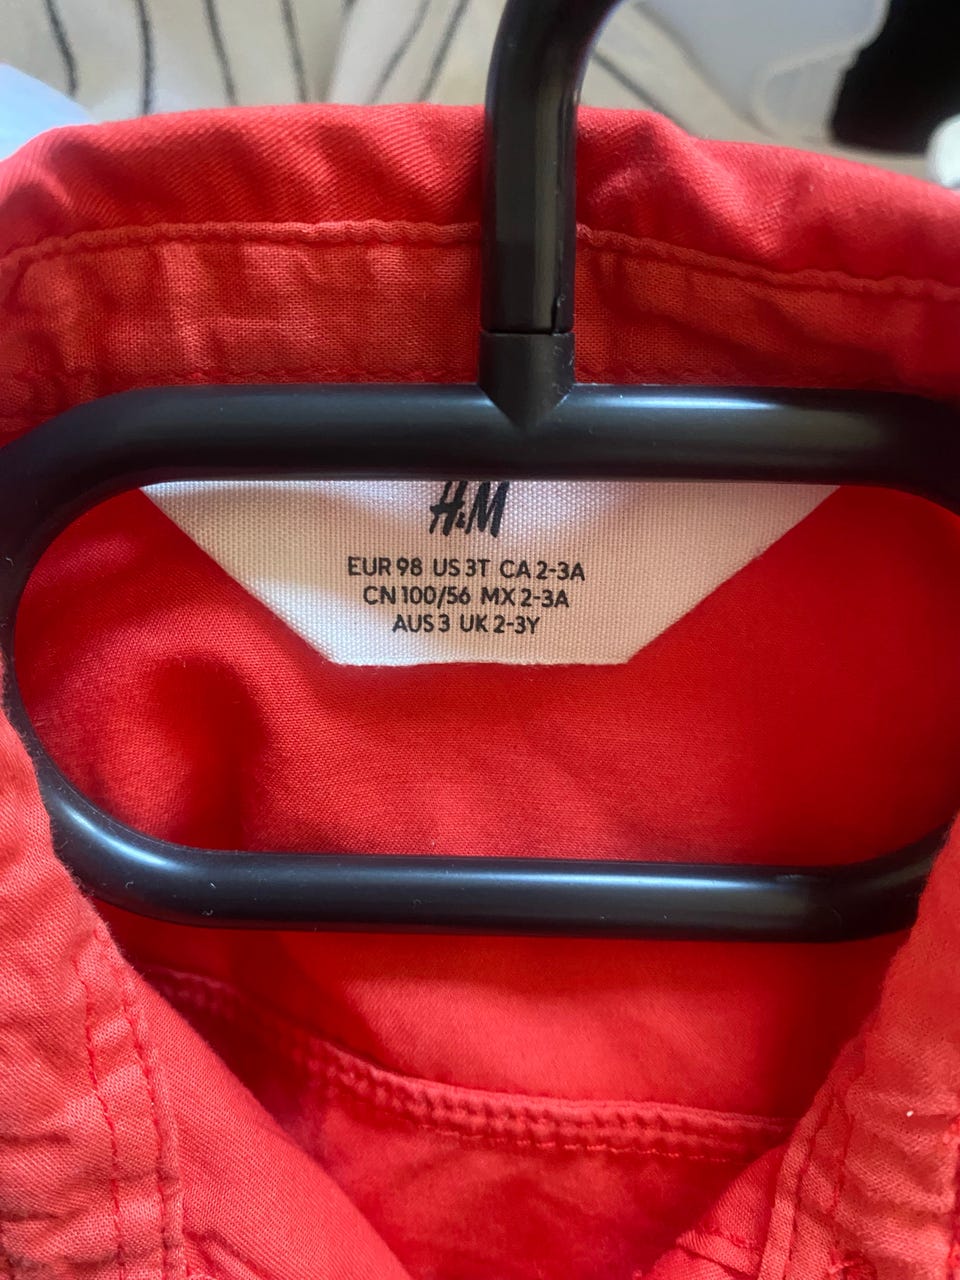 H&M
EUR 98 US 3T CA 2-3A
CN 100/56 MX 2-3A
AUS 3 UK 2-3Y